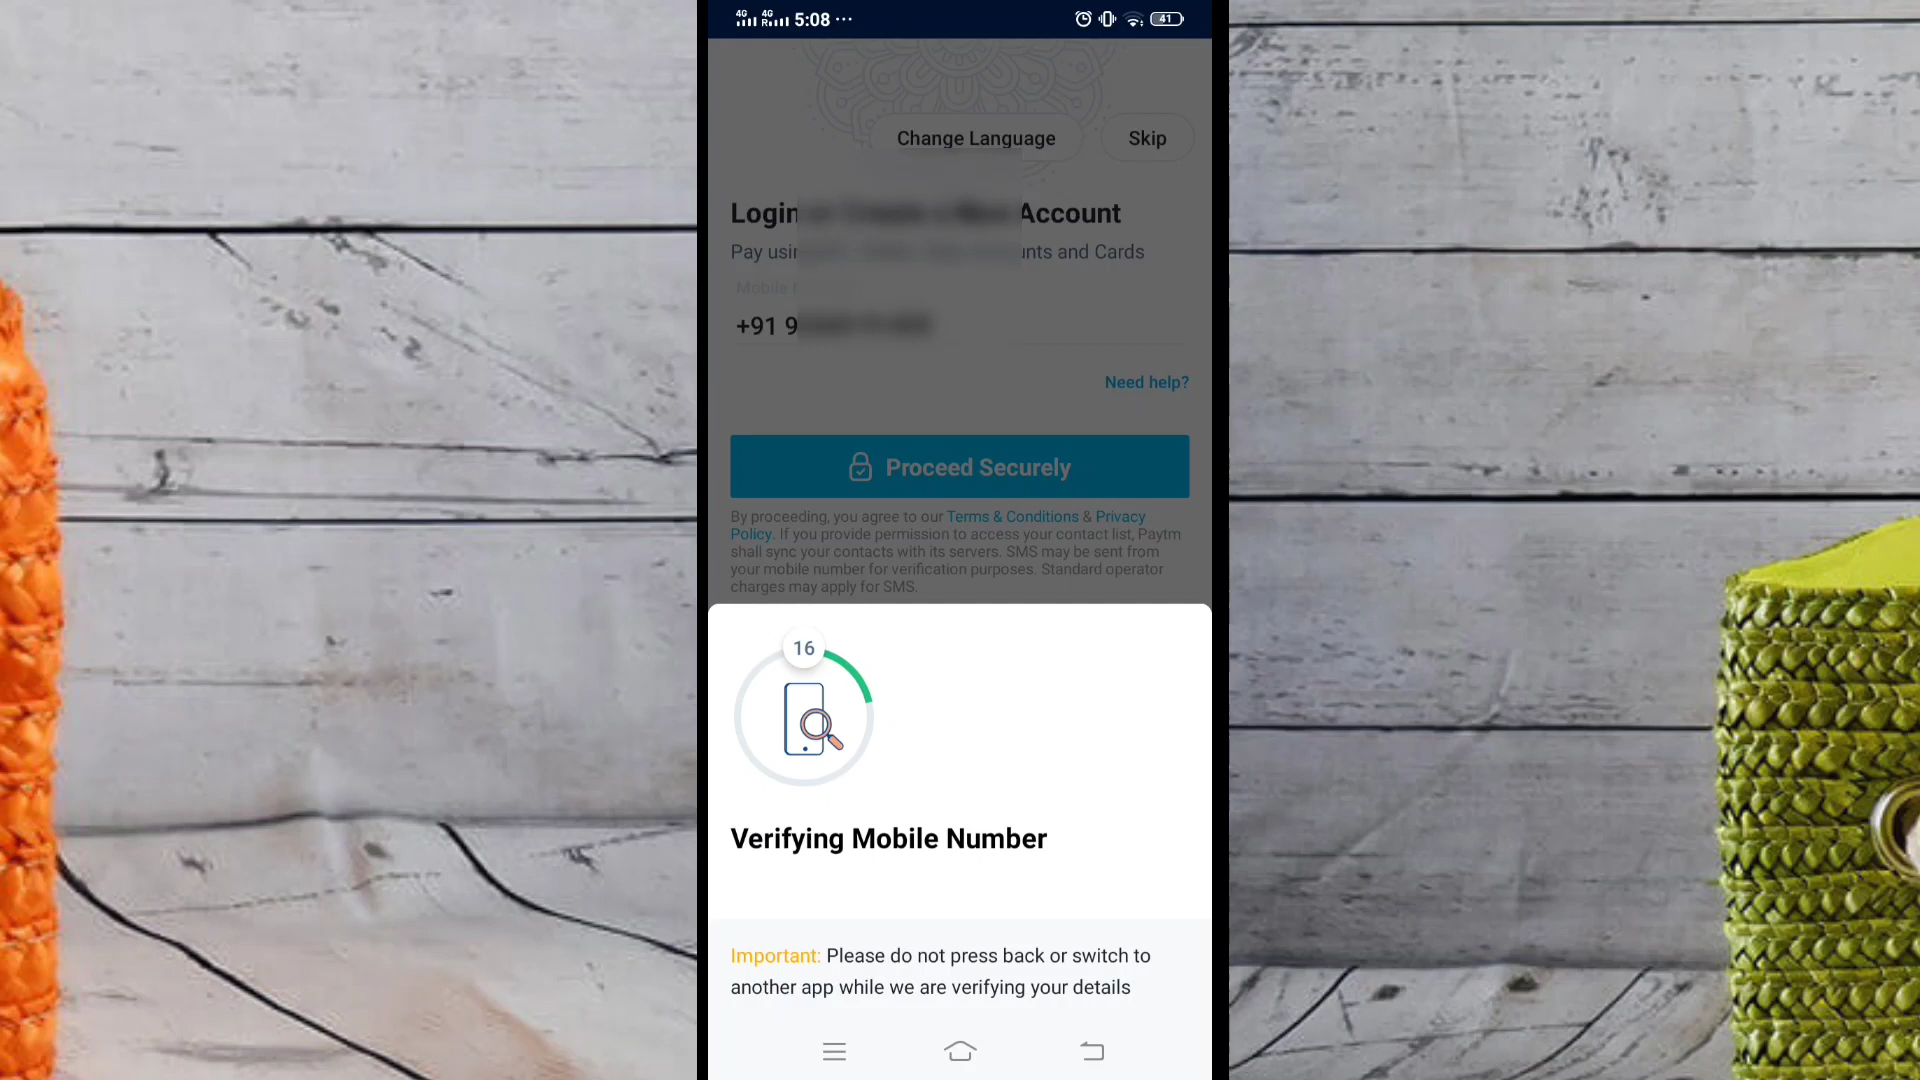 4G 4G R 5:08 ... 41
Change Language Skip
Login Account
Pay and Cards
Mobile
+91 9
Need help?
Proceed Securely
By proceeding, you agree to our Terms & Conditions & Privacy
Policy. If you provide permission to access your contact list, Paytm
shall sync your contacts with its servers. SMS may be sent from
your mobile number for verification purposes. Standard operator
charges may apply for SMS.
16
Verifying Mobile Number
Important: Please do not press back or switch to
another app while we are verifying your details